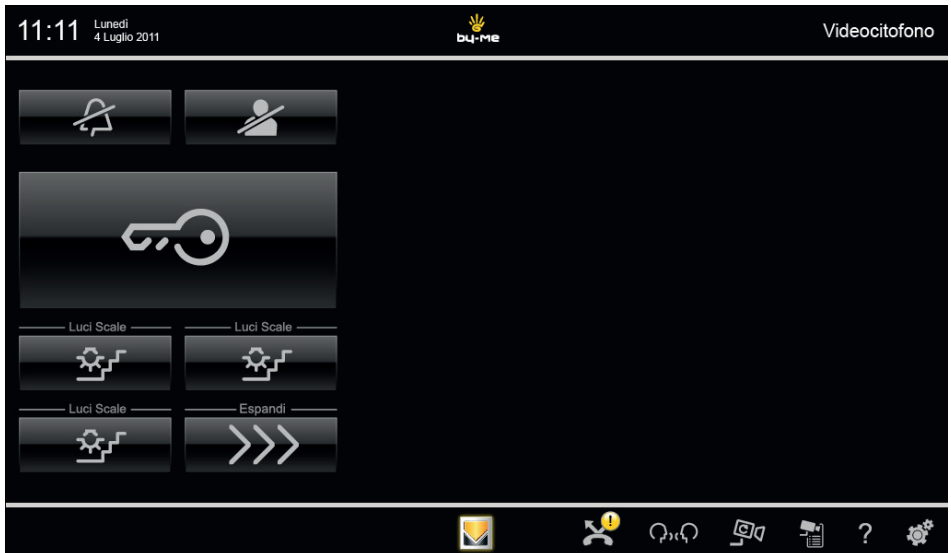 11:11
Lunedì
4 Luglio 2011
by-me
Videocitofono
Luci Scale
Luci Scale
Luci Scale
Espandi
!
C
?